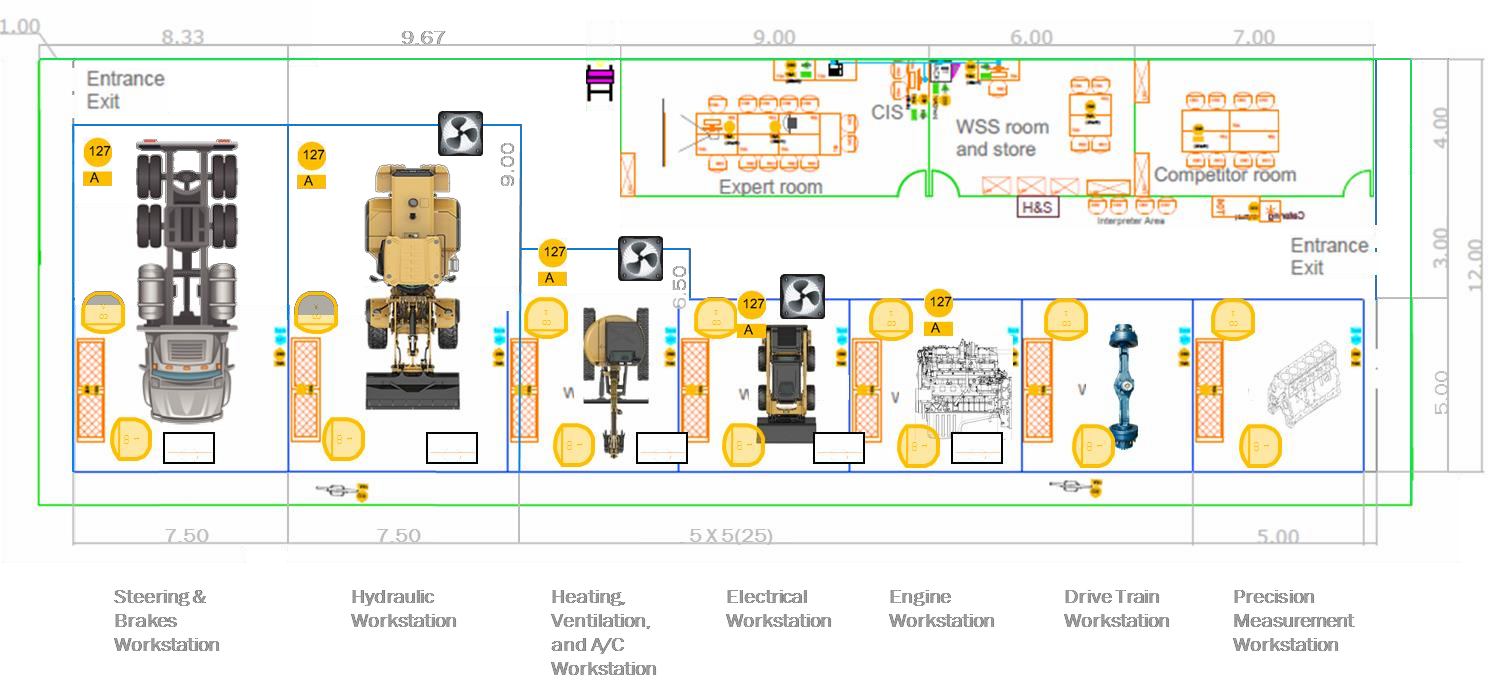 1.00
8.33
9.67
9.00
6.00
7.00
Entrance
Exit
CIS
WSS room
and store
Expert room
Competitor room
H&S
Interpreter Area
Catering
127
A
127
A
127
A
127
A
127
A
9.00
6.50
4.00
3.00
12.00
5.00
Entrance
Exit
7.50
7.50
5 X 5(25)
5.00
Steering &
Brakes
Workstation
Hydraulic
Workstation
Heating,
Ventilation,
and A/C
Workstation
Electrical
Workstation
Engine
Workstation
Drive Train
Workstation
Precision
Measurement
Workstation